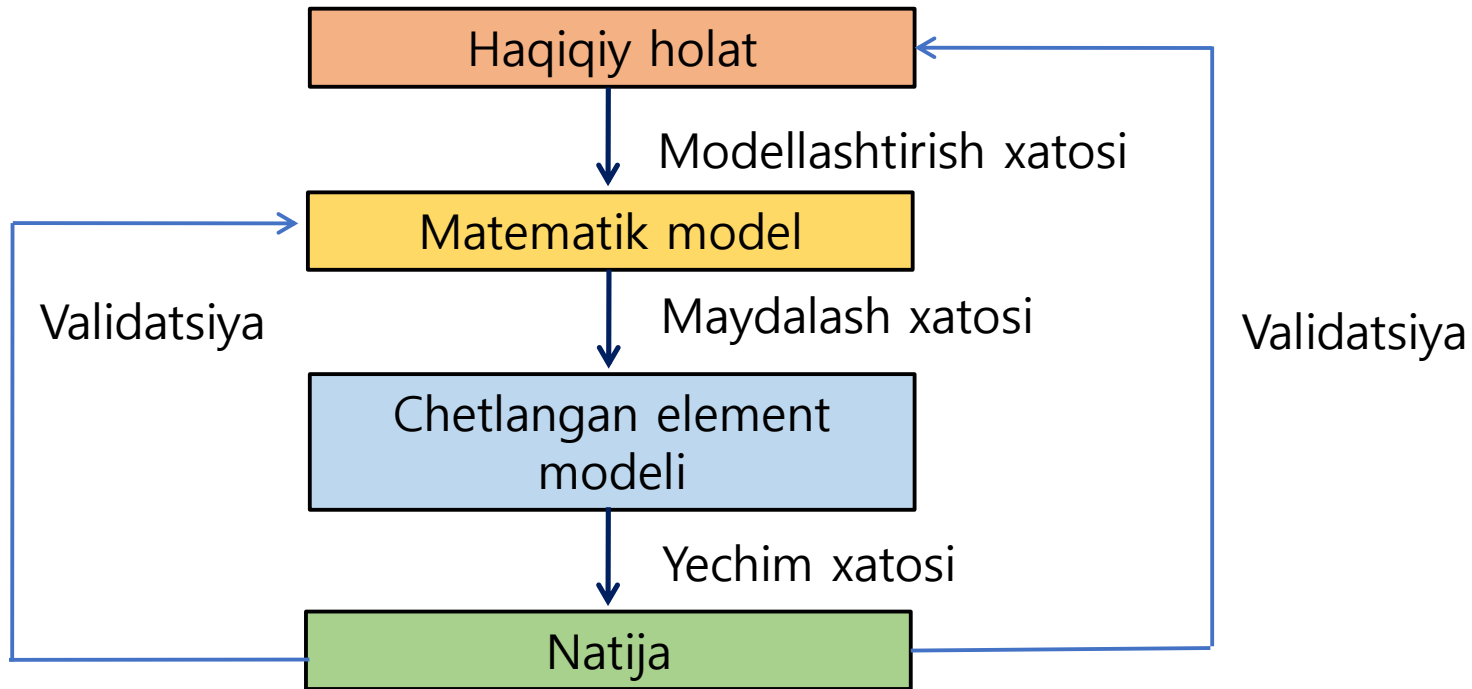 Haqiqiy holat
Modellashtirish xatosi
Matematik model
Validatsiya
Maydalash xatosi
Validatsiya
Chetlangan element
modeli
Yechim xatosi
Natija